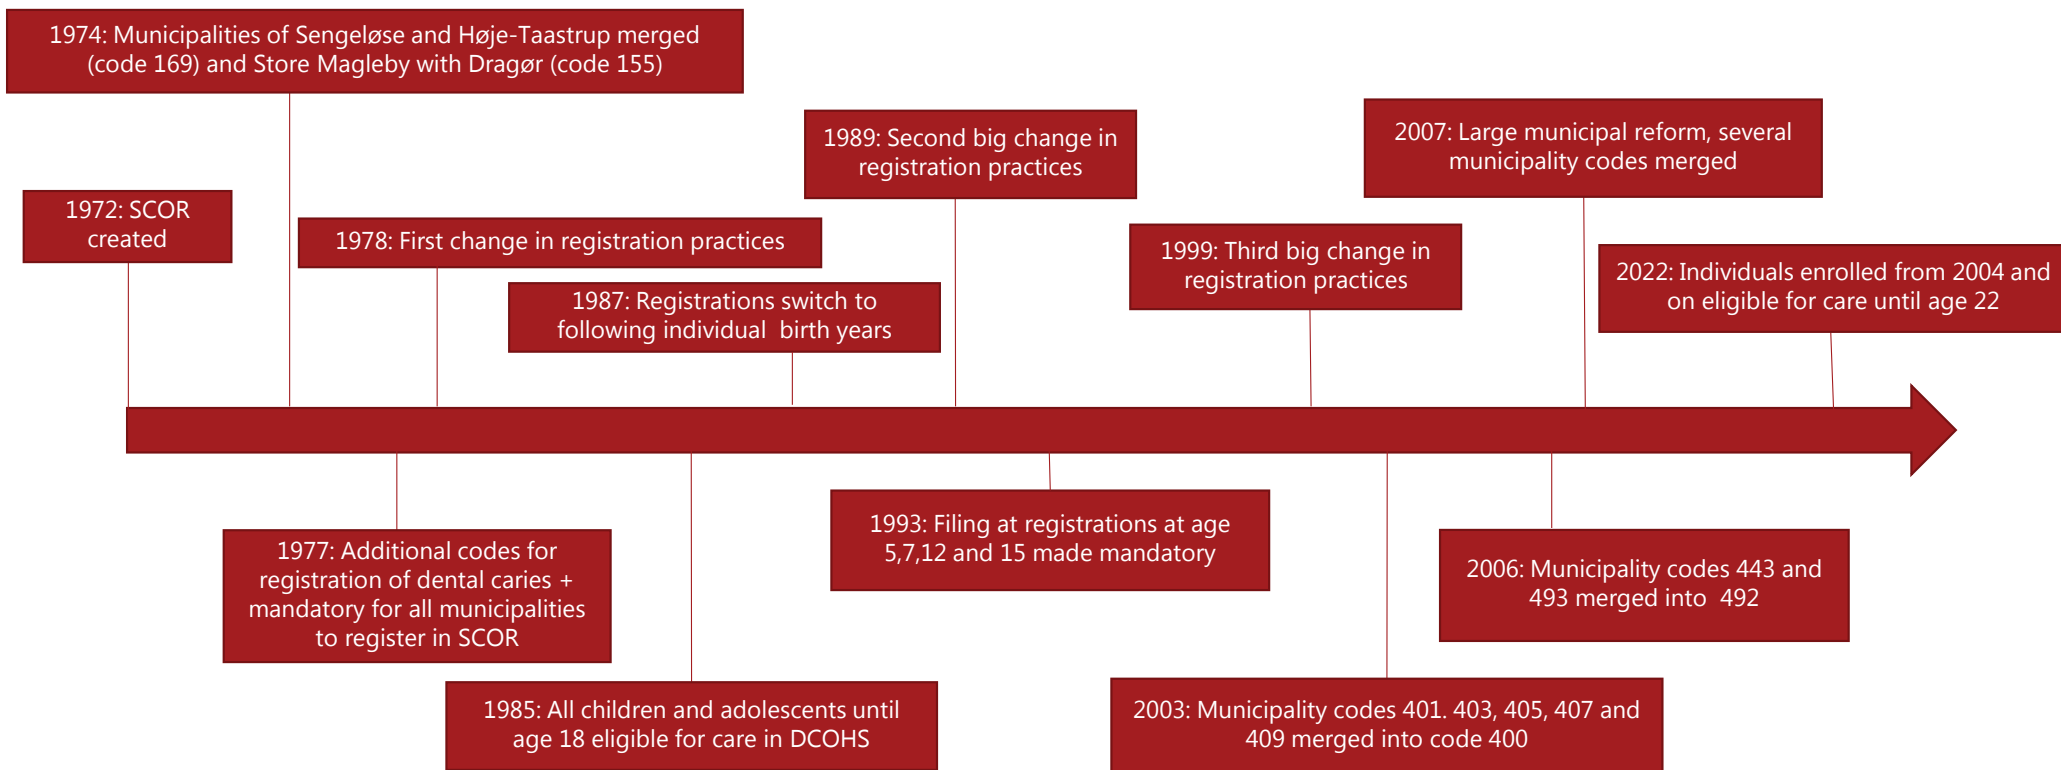 1974: Municipalities of Sengeløse and Høje-Taastrup merged
(code 169) and Store Magleby with Dragør (code 155)
1972: SCOR
created
1978: First change in registration practices
1987: Registrations switch to
following individual  birth years
1989: Second big change in
registration practices
1999: Third big change in
registration practices
2007: Large municipal reform, several
municipality codes merged
2022: Individuals enrolled from 2004 and
on eligible for care until age 22
1977: Additional codes for
registration of dental caries +
mandatory for all municipalities
to register in SCOR
1985: All children and adolescents until
age 18 eligible for care in DCOHS
1993: Filing at registrations at age
5,7,12 and 15 made mandatory
2003: Municipality codes 401. 403, 405, 407 and
409 merged into code 400
2006: Municipality codes 443 and
493 merged into  492